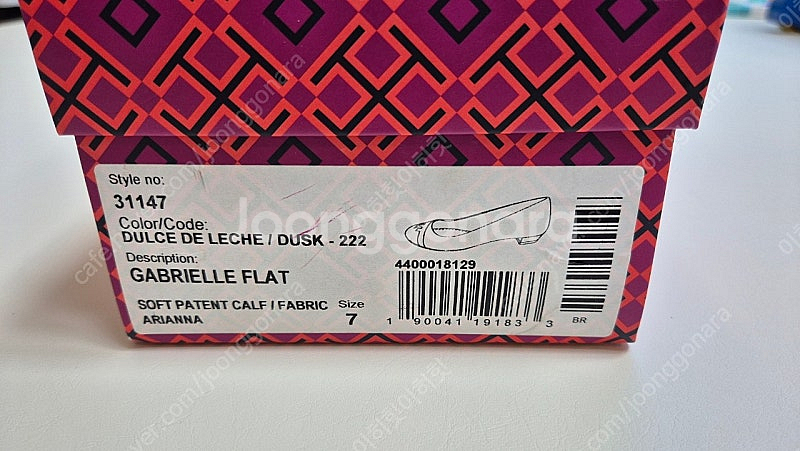 Style no:
31147
Color/Code:
DULCE DE LECHE / DUSK - 222
Description:
GABRIELLE FLAT
SOFT PATENT CALF / FABRIC
ARIANNA
Size
7
4400018129
1 90041 19183 3
BR
Joonggonara